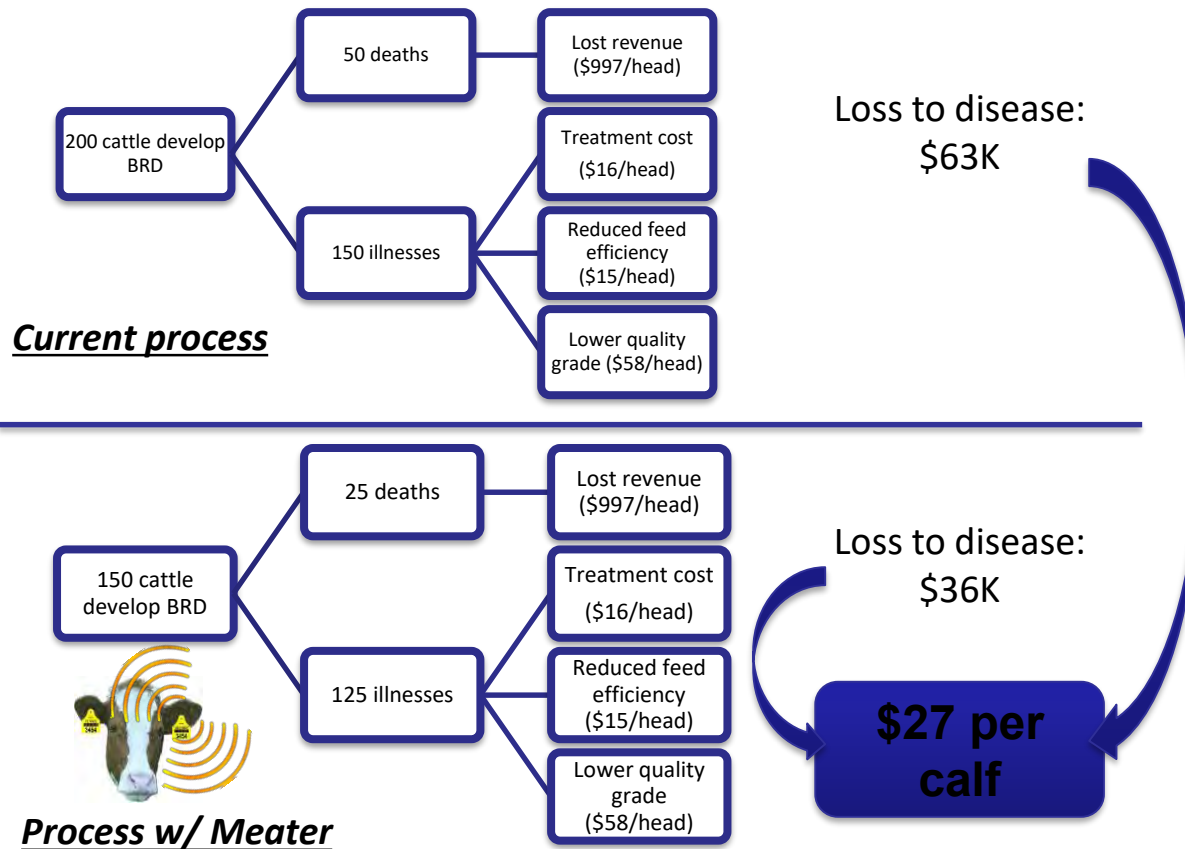 50 deaths
Lost revenue
($997/head)
200 cattle develop
BRD
Treatment cost
($16/head)
150 illnesses
Reduced feed
efficiency
($15/head)
Lower quality
grade ($58/head)
Loss to disease:
$63K
Current process
25 deaths
Lost revenue
($997/head)
150 cattle
develop BRD
Treatment cost
($16/head)
125 illnesses
Reduced feed
efficiency
($15/head)
Lower quality
grade
($58/head)
Loss to disease:
$36K
$27 per
calf
Process w/ Meater